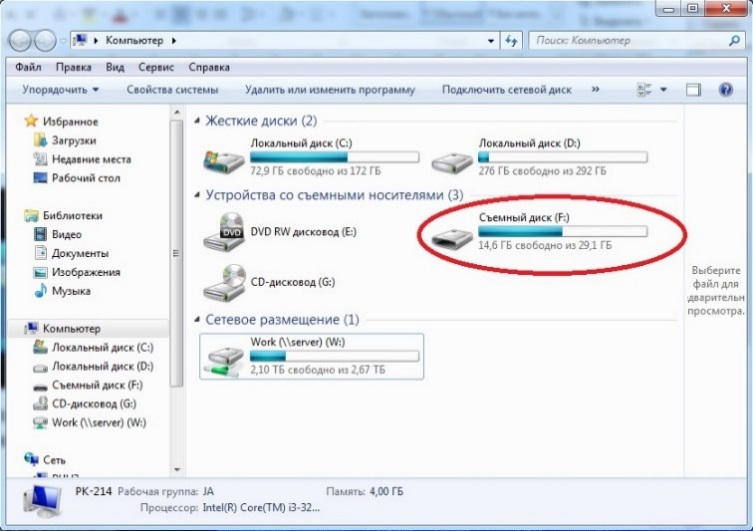 Компьютер
Поиск: Компьютер
Файл Правка Вид Сервис Справка
Упорядочить Свойства системы Удалить или изменить программу Подключить сетевой диск »
Избранное
Загрузки
Недавние места
Рабочий стол
Библиотеки
Видео
Документы
Изображения
Музыка
Компьютер
Локальный диск (C:)
Локальный диск (D:)
Съемный диск (F:)
CD-дисковод (G:)
Work (\\server) (W:)
Сеть
Жесткие диски (2)
Локальный диск (C:)
72,9 ГБ свободно из 172 ГБ
Локальный диск (D:)
276 ГБ свободно из 292 ГБ
Устройства со съемными носителями (3)
DVD
DVD RW дисковод (E:)
Съемный диск (F:)
14,6 ГБ свободно из 29,1 ГБ
CD
CD-дисковод (G:)
Сетевое размещение (1)
Work (\\server) (W:)
2,10 ТБ свободно из 2,67 ТБ
Выберите
файл для
дварительн
просмотра.
PK-214 Рабочая группа: JA Память: 4,00 ГБ
Процессор: Intel(R) Core(TM) i3-32...